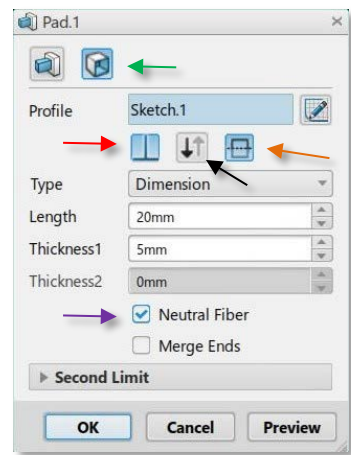 Pad.1
Profile Sketch.1
Type Dimension
Length 20mm
Thickness1 5mm
Thickness2 0mm
Neutral Fiber
Merge Ends
Second Limit
OK Cancel Preview